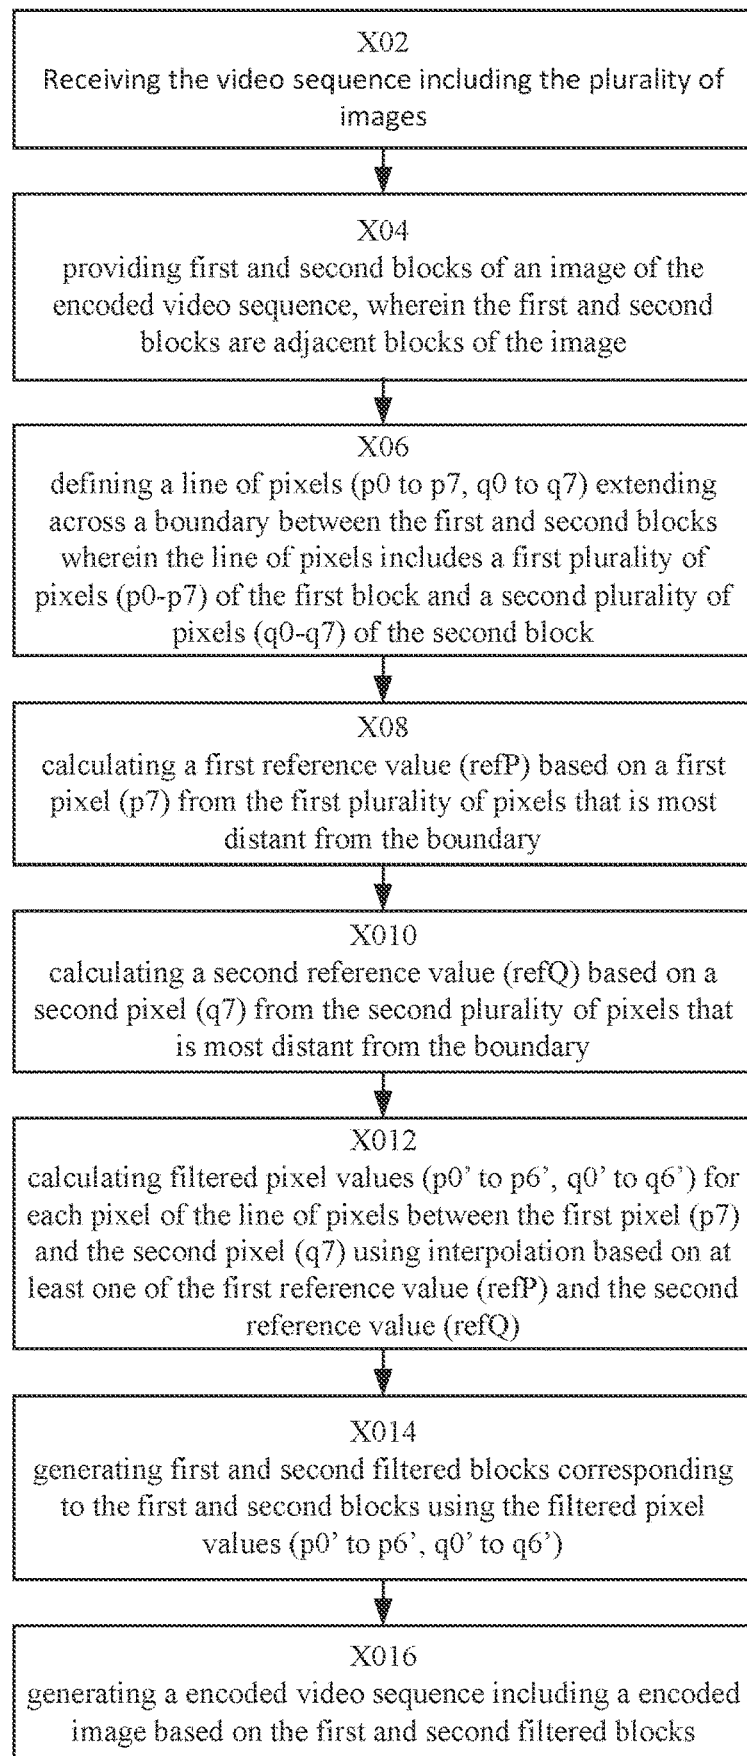 X02
Receiving the video sequence including the plurality of
images
X04
providing first and second blocks of an image of the
encoded video sequence, wherein the first and second
blocks are adjacent blocks of the image
X06
defining a line of pixels (p0 to p7, q0 to q7) extending
across a boundary between the first and second blocks
wherein the line of pixels includes a first plurality of
pixels (p0-p7) of the first block and a second plurality of
pixels (q0-q7) of the second block
X08
calculating a first reference value (refP) based on a first
pixel (p7) from the first plurality of pixels that is most
distant from the boundary
X010
calculating a second reference value (refQ) based on a
second pixel (q7) from the second plurality of pixels that
is most distant from the boundary
X012
calculating filtered pixel values (p0’ to p6’, q0’ to q6’) for
each pixel of the line of pixels between the first pixel (p7)
and the second pixel (q7) using interpolation based on at
least one of the first reference value (refP) and the second
reference value (refQ)
X014
generating first and second filtered blocks corresponding
to the first and second blocks using the filtered pixel
values (p0’ to p6’, q0’ to q6’)
X016
generating a encoded video sequence including a encoded
image based on the first and second filtered blocks